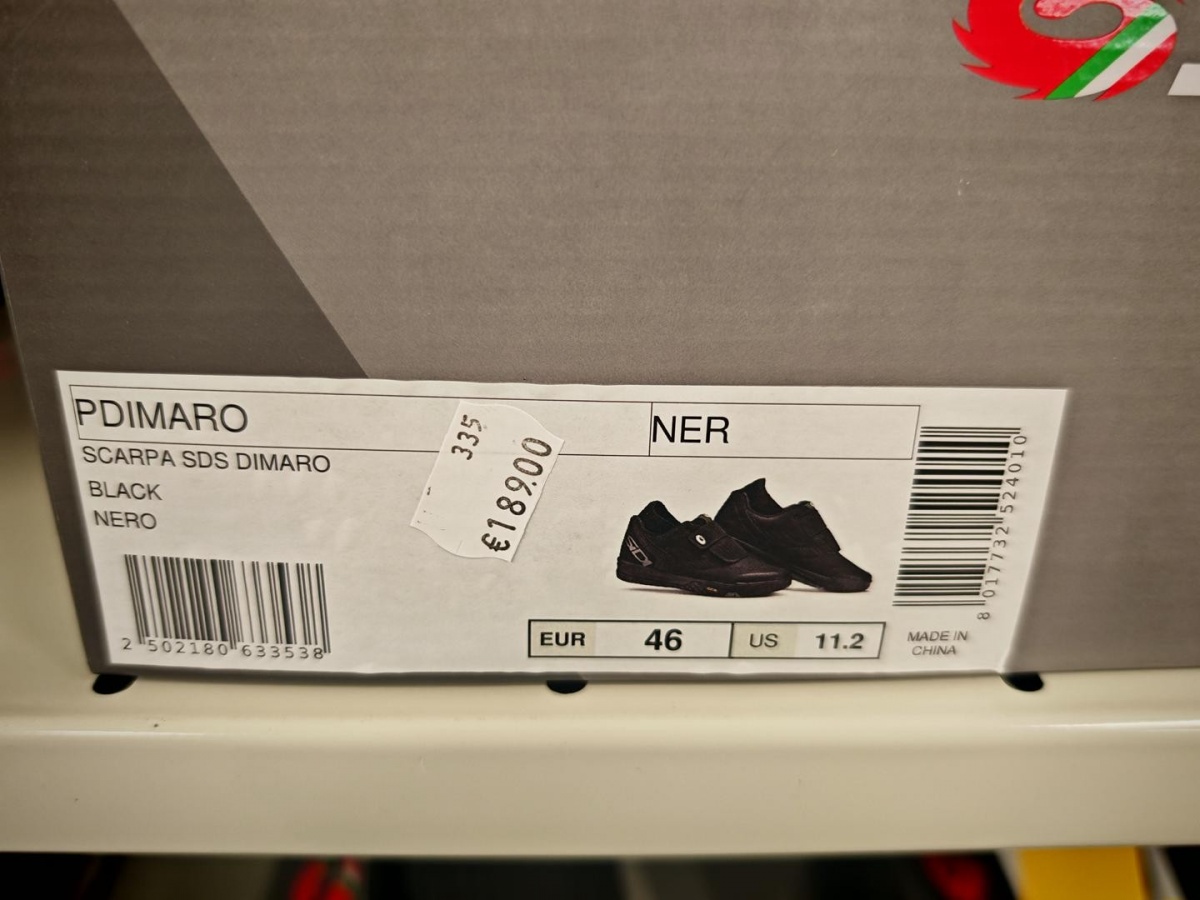 PDIMARO
NER
SCARPA SDS DIMARO
BLACK
NERO
335
€189.00
2 502180 633538
EUR 46 US 11.2
MADE IN
CHINA
8 017732 524010